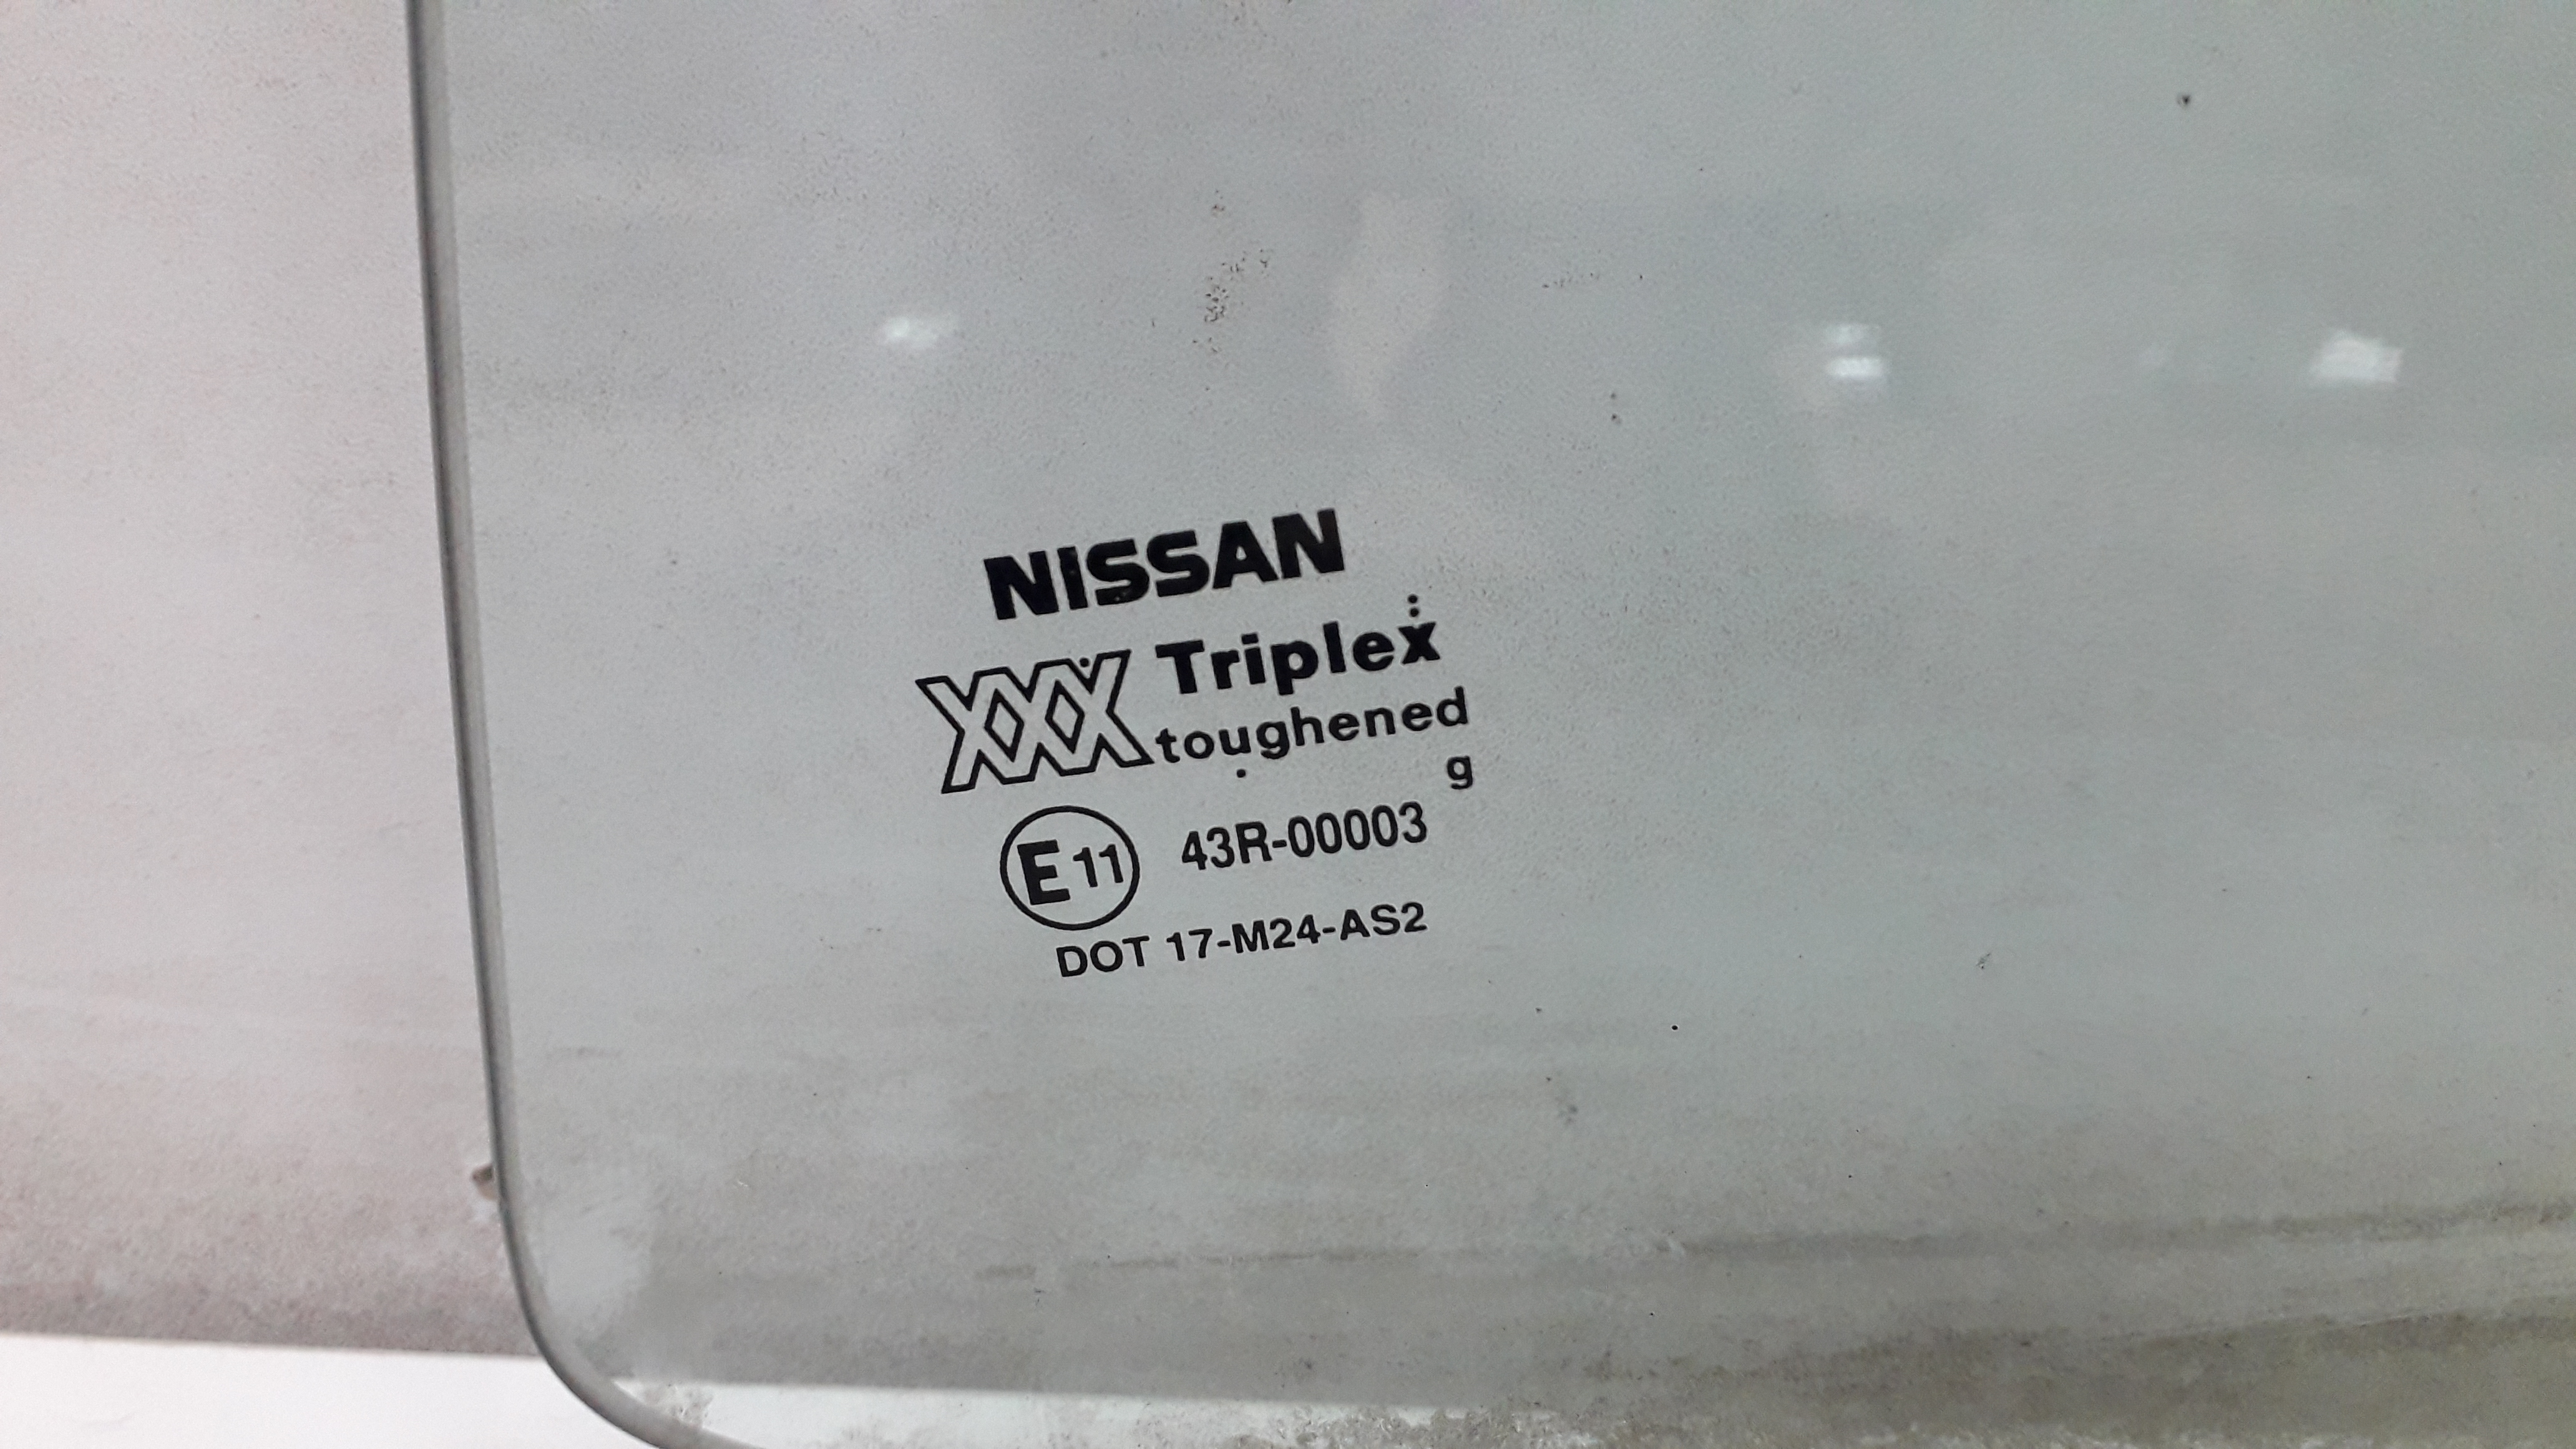 NISSAN
XXX Triplex
toughened
g
E11 43R-00003
DOT 17-M24-AS2